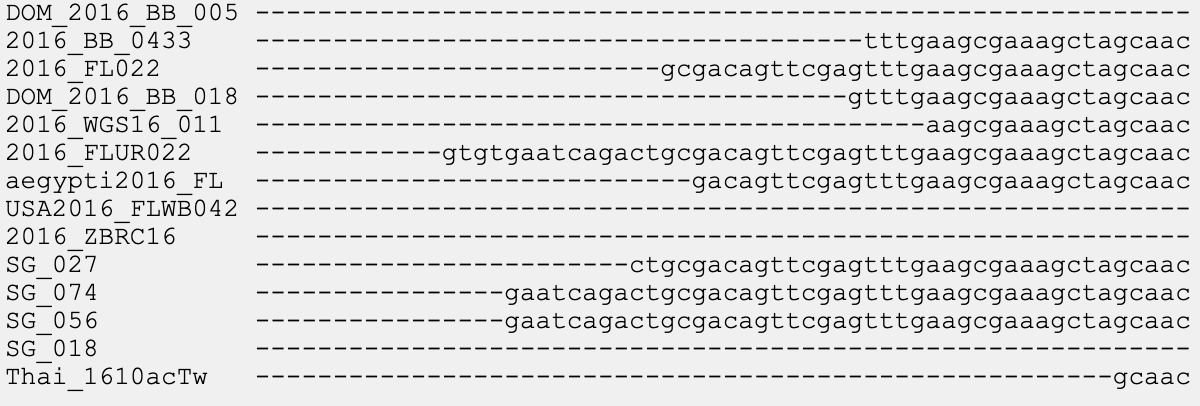 DOM_2016_BB_005 ------------------------------------------------------------
2016_BB_0433 ---------------------------------------tttgaagcgaaagctagcaac
2016_FL022 --------------------------gcgacagttcgagtttgaagcgaaagctagcaac
DOM_2016_BB_018 --------------------------------------gtttgaagcgaaagctagcaac
2016_WGS16_011 -------------------------------------------aagcgaaagctagcaac
2016_FLUR022 ------------gtgtgaatcagactgcgacagttcgagtttgaagcgaaagctagcaac
aegypti2016_FL ----------------------------gacagttcgagtttgaagcgaaagctagcaac
USA2016_FLWB042 ------------------------------------------------------------
2016_ZBRC16 ------------------------------------------------------------
SG_027 ------------------------ctgcgacagttcgagtttgaagcgaaagctagcaac
SG_074 ----------------gaatcagactgcgacagttcgagtttgaagcgaaagctagcaac
SG_056 ----------------gaatcagactgcgacagttcgagtttgaagcgaaagctagcaac
SG_018 ------------------------------------------------------------
Thai_1610acTw -------------------------------------------------------gcaac